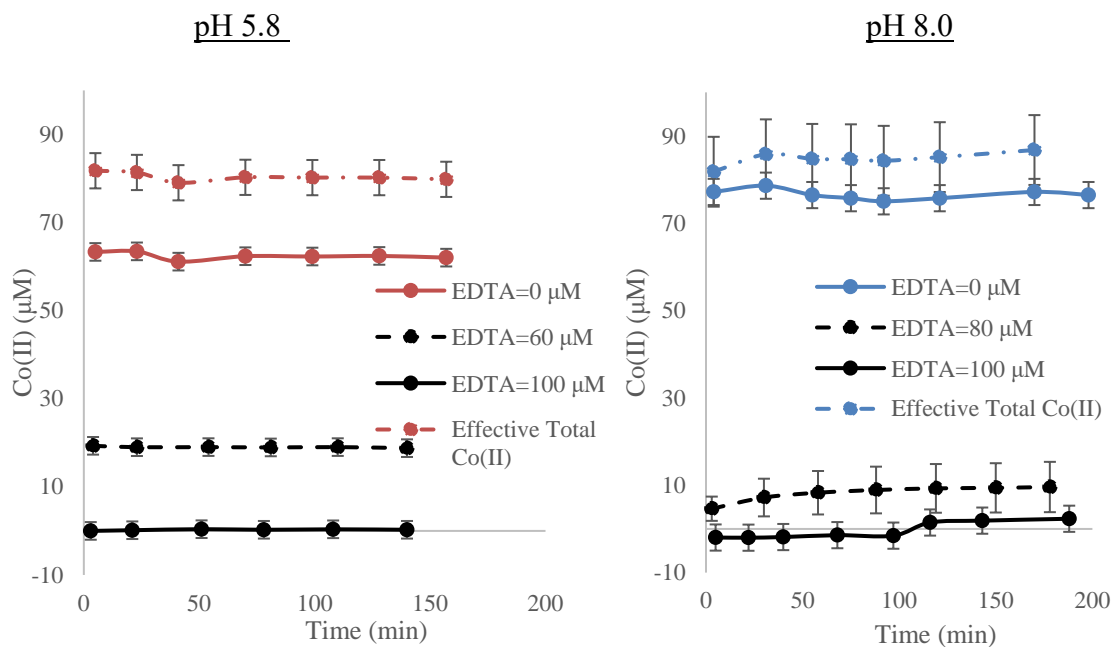 pH 5.8
90
70
50
30
10
-10
Co(II) (μM)
EDTA=0 μM
EDTA=60 μM
EDTA=100 μM
Effective Total
Co(II)
0
50
100
150
200
Time (min)
pH 8.0
90
70
50
30
10
-10
Co(II) (μM)
EDTA=0 μM
EDTA=80 μM
EDTA=100 μM
Effective Total Co(II)
0
50
100
150
200
Time (min)